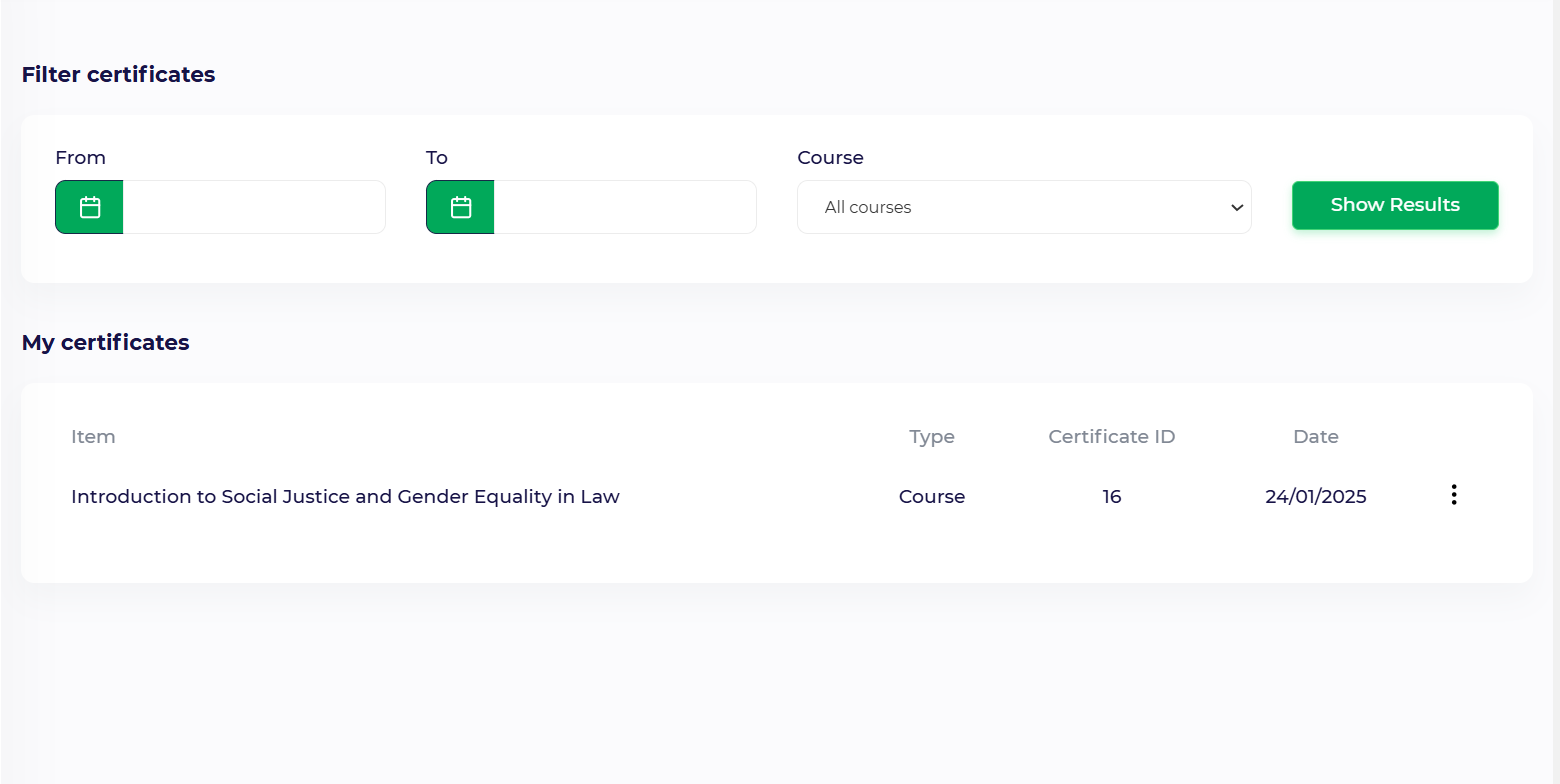 Filter certificates
From To Course
All courses Show Results
My certificates
Item Type Certificate ID Date
Introduction to Social Justice and Gender Equality in Law Course 16 24/01/2025